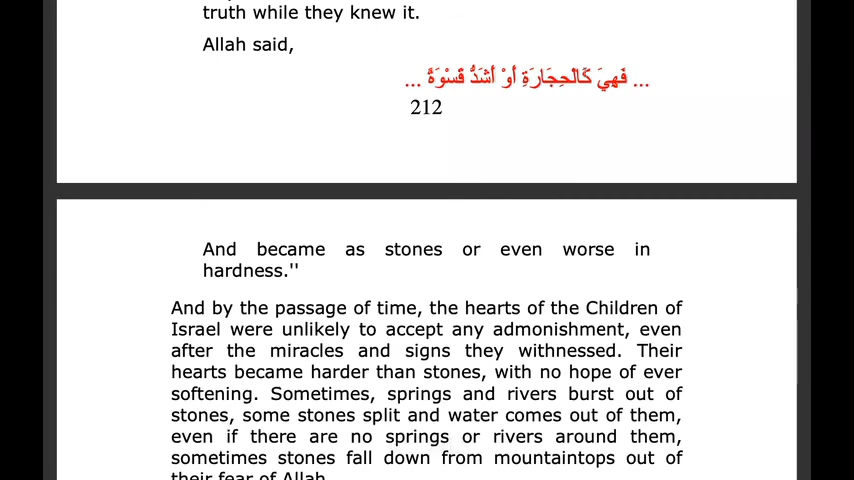 truth while they knew it.
Allah said,
... فَهِيَ كَالْحِجَارَةِ أَوْ أَشَدُّ قَسْوَةً ...
212
And became as stones or even worse in
hardness.''
And by the passage of time, the hearts of the Children of
Israel were unlikely to accept any admonishment, even
after the miracles and signs they withnessed. Their
hearts became harder than stones, with no hope of ever
softening. Sometimes, springs and rivers burst out of
stones, some stones split and water comes out of them,
even if there are no springs or rivers around them,
sometimes stones fall down from mountaintops out of
their fear of Allah